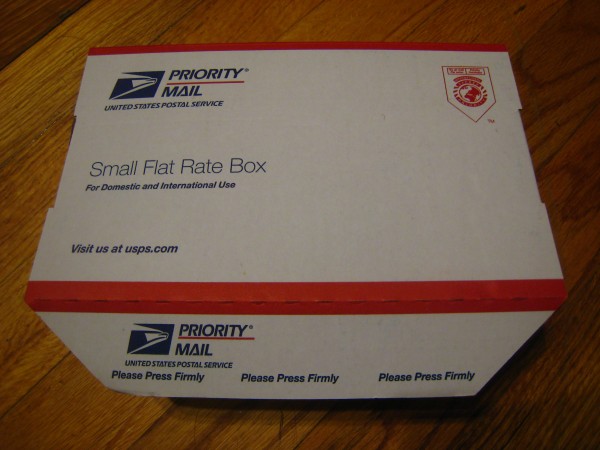 PRIORITY®
MAIL
UNITED STATES POSTAL SERVICE
TM
Small Flat Rate Box
For Domestic and International Use
Visit us at usps.com
PRIORITY®
MAIL
UNITED STATES POSTAL SERVICE
Please Press Firmly Please Press Firmly Please Press Firmly